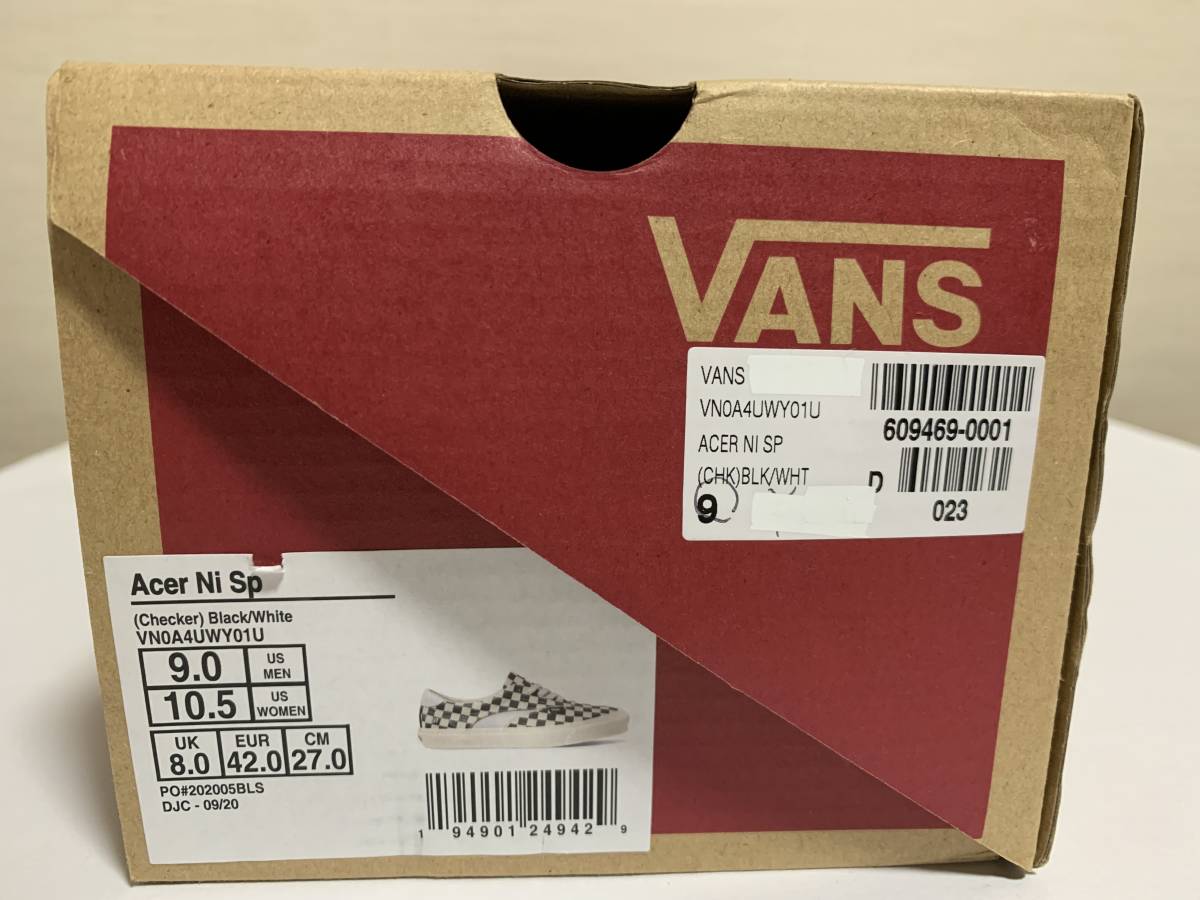 VANS
VANS
VN0A4UWY01U
609469-0001
ACER NI SP
(CHK)BLK/WHT D
9
023
Acer Ni Sp
(Checker) Black/White
VN0A4UWY01U
9.0 US MEN
10.5 US WOMEN
UK EUR CM
8.0 42.0 27.0
PO#202005BLS
DJC - 09/20
1 94901 24942 9